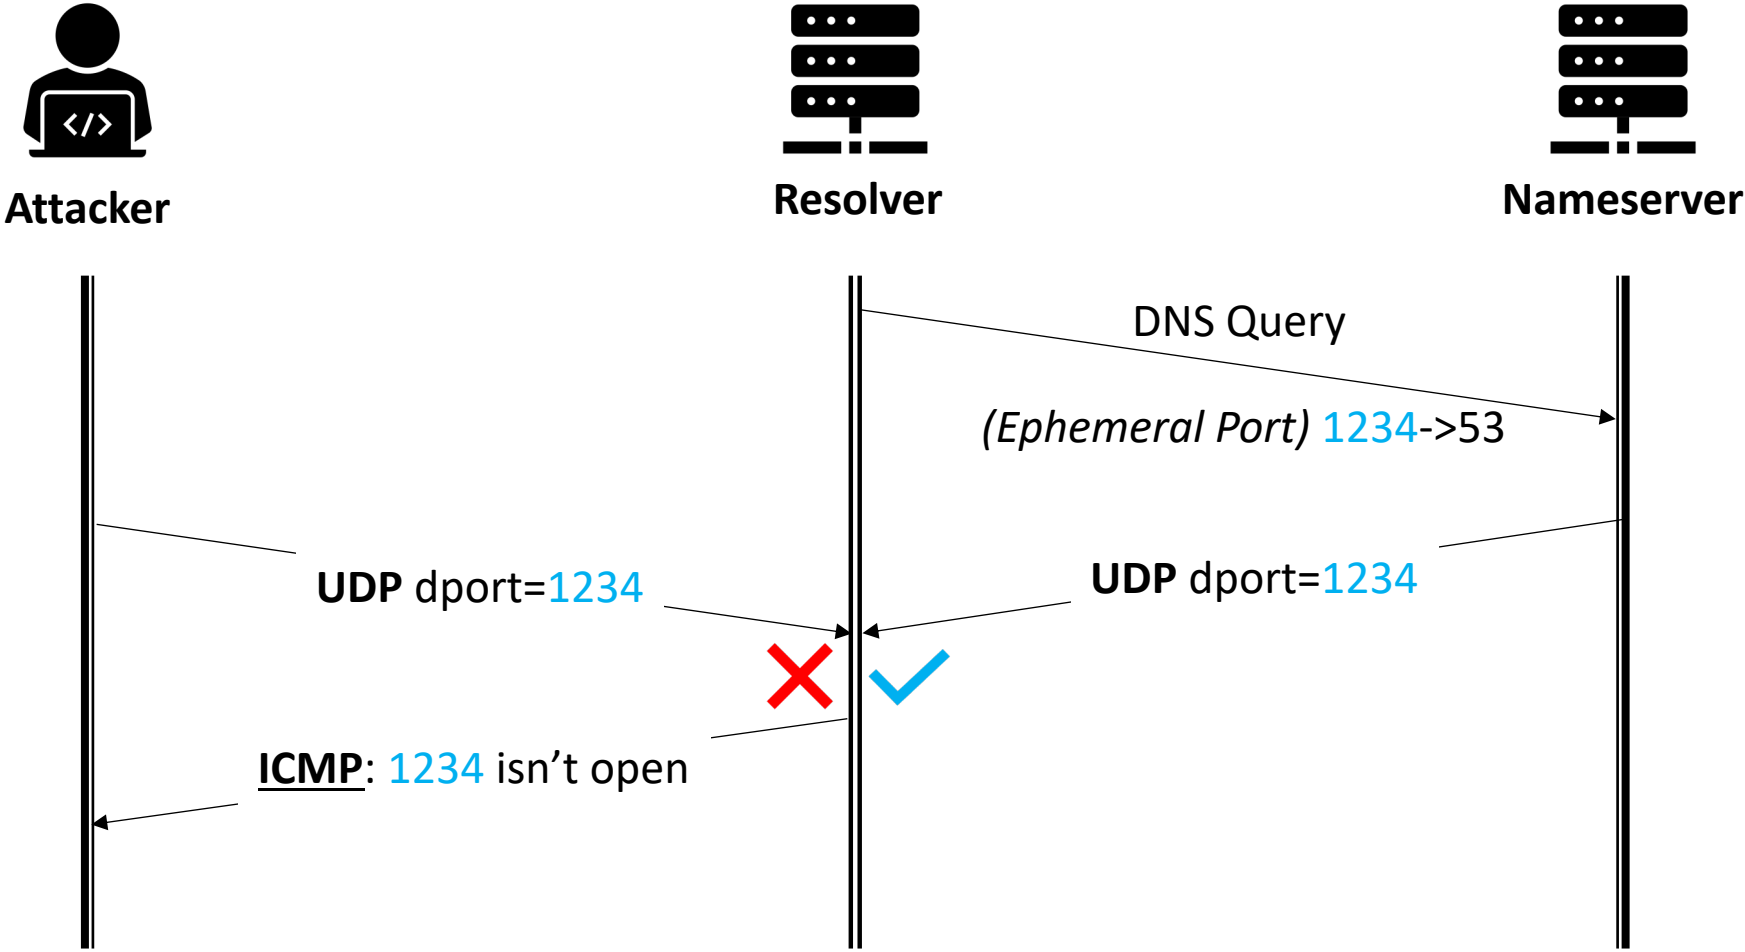 </>
Attacker
Resolver
Nameserver
DNS Query
(Ephemeral Port) 1234->53
UDP dport=1234
UDP dport=1234
ICMP: 1234 isn’t open